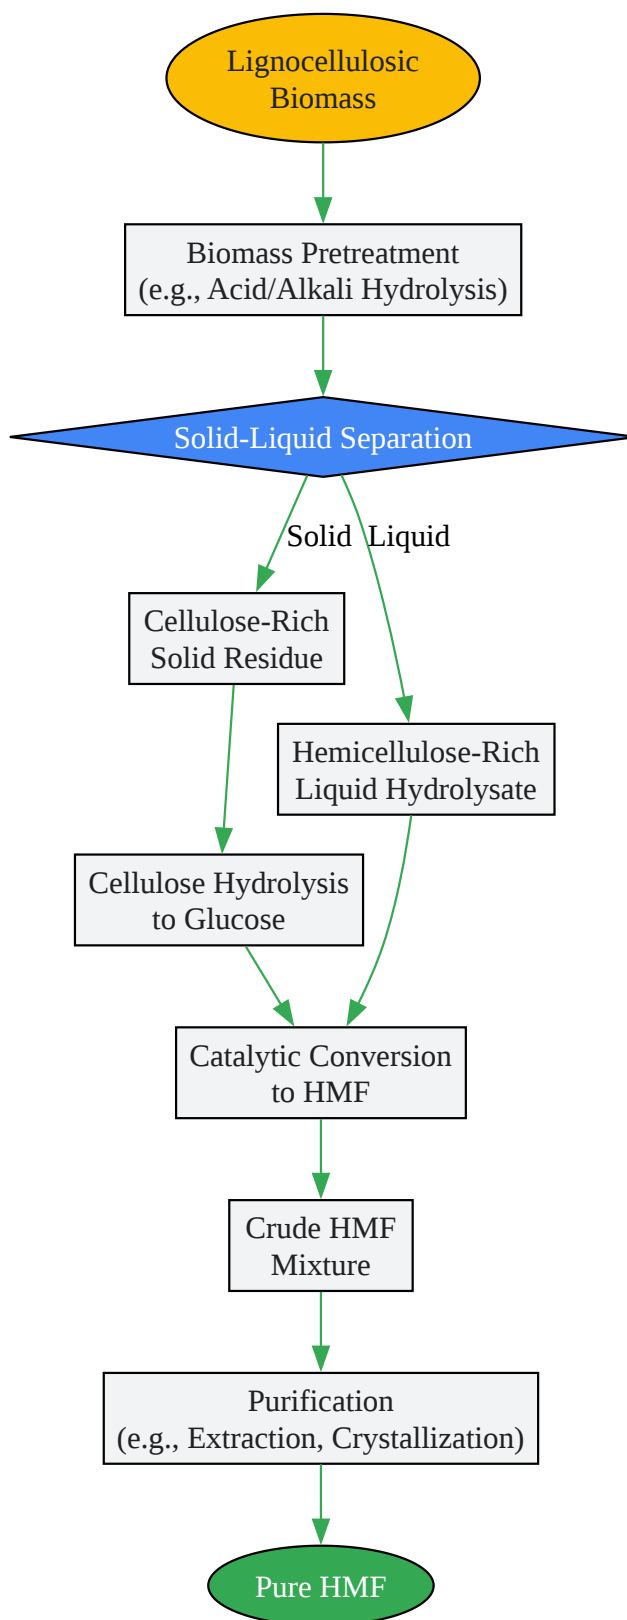 Lignocellulosic
Biomass
Biomass Pretreatment
(e.g., Acid/Alkali Hydrolysis)
Solid-Liquid Separation
Solid
Liquid
Cellulose-Rich
Solid Residue
Hemicellulose-Rich
Liquid Hydrolysate
Cellulose Hydrolysis
to Glucose
Catalytic Conversion
to HMF
Crude HMF
Mixture
Purification
(e.g., Extraction, Crystallization)
Pure HMF